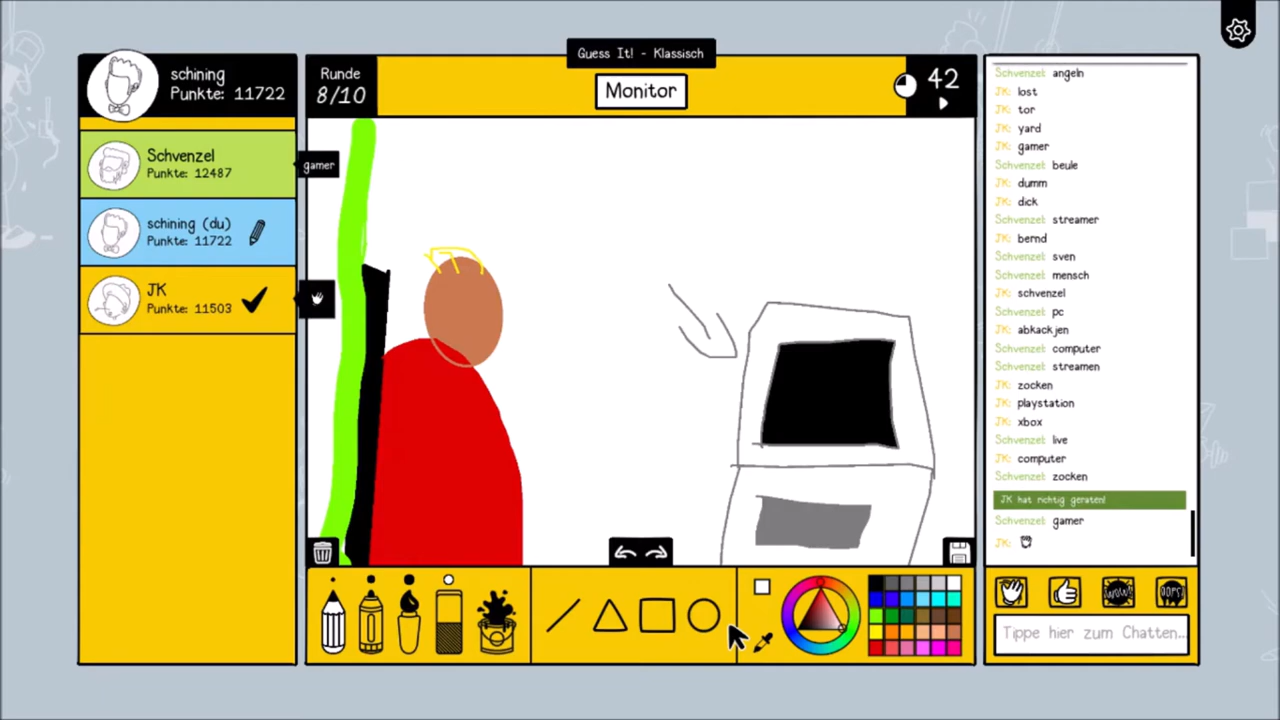 Guess It! - Klassisch
schining
Punkte: 11722
Runde
8/10
Monitor
42
Schvenzel
Punkte: 12487
gamer
schining (du)
Punkte: 11722
JK
Punkte: 11503
Schvenzel: angeln
JK: lost
JK: tor
JK: yard
JK: gamer
Schvenzel: beule
JK: dumm
JK: dick
Schvenzel: streamer
JK: bernd
Schvenzel: sven
Schvenzel: mensch
JK: schvenzel
Schvenzel: pc
JK: abkackjen
Schvenzel: computer
Schvenzel: streamen
JK: zocken
JK: playstation
JK: xbox
Schvenzel: live
JK: computer
Schvenzel: zocken
JK hat richtig geraten!
Schvenzel: gamer
JK:
WOW!
OOPS!
Tippe hier zum Chatten...